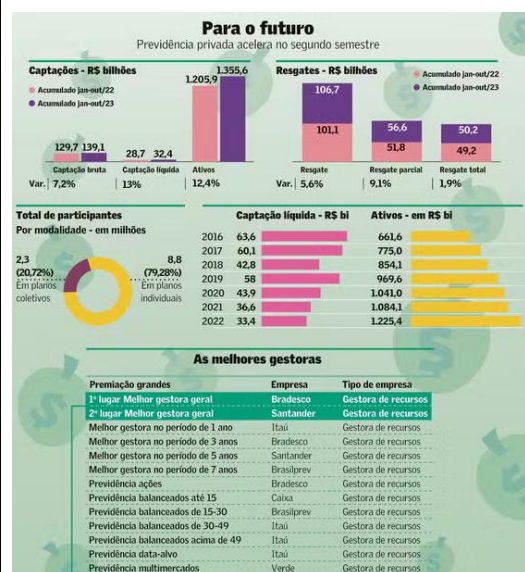 Para o futuro
Previdência privada acelera no segundo semestre
Captações - R$ bilhões
Acumulado jan-out/22
Acumulado jan-out/23
129,7 139,1
28,7 32,4
1.205,9
1.355,6
Captação bruta Captação líquida Ativos
Var. 7,2% 13% 12,4%
Resgates - R$ bilhões
Acumulado jan-out/22
Acumulado jan-out/23
106,7
101,1
56,6
51,8
50,2
49,2
Resgate Resgate parcial Resgate total
Var. 5,6% 9,1% 1,9%
Total de participantes
Por modalidade - em milhões
2,3
(20,72%)
Em planos
coletivos
8,8
(79,28%)
Em planos
individuais
Captação líquida - R$ bi Ativos - em R$ bi
2016 63,6 661,6
2017 60,1 775,0
2018 42,8 854,1
2019 58 969,6
2020 43,9 1.041,0
2021 36,6 1.084,1
2022 33,4 1.225,4
As melhores gestoras
Premiação grandes Empresa Tipo de empresa
1º lugar Melhor gestora geral Bradesco Gestora de recursos
2º lugar Melhor gestora geral Santander Gestora de recursos
Melhor gestora no período de 1 ano Itaú Gestora de recursos
Melhor gestora no período de 3 anos Bradesco Gestora de recursos
Melhor gestora no período de 5 anos Santander Gestora de recursos
Melhor gestora no período de 7 anos Brasilprev Gestora de recursos
Previdência ações Bradesco Gestora de recursos
Previdência balanceados até 15 Caixa Gestora de recursos
Previdência balanceados de 15-30 Brasilprev Gestora de recursos
Previdência balanceados de 30-49 Itaú Gestora de recursos
Previdência balanceados acima de 49 Itaú Gestora de recursos
Previdência data-alvo Itaú Gestora de recursos
Previdência multimercados Verde Gestora de recursos